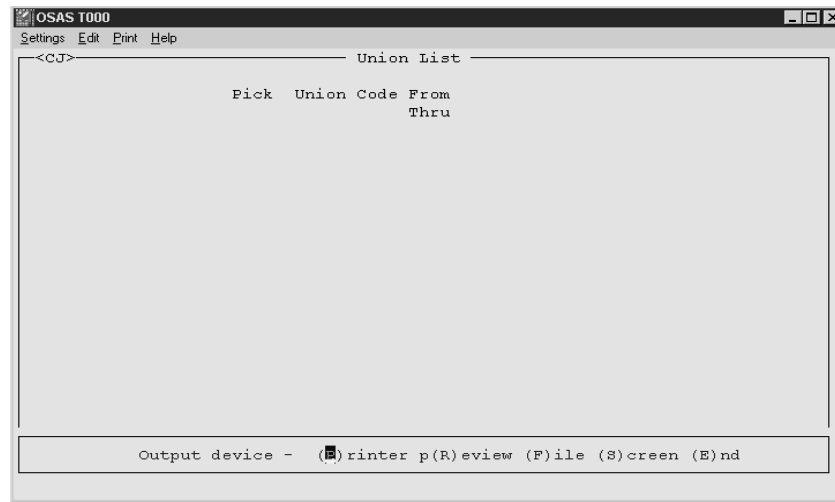 OSAS T000
Settings Edit Print Help
<CJ> Union List
Pick Union Code From
Thru
Output device - (P)rinter p(R)eview (F)ile (S)creen (E)nd